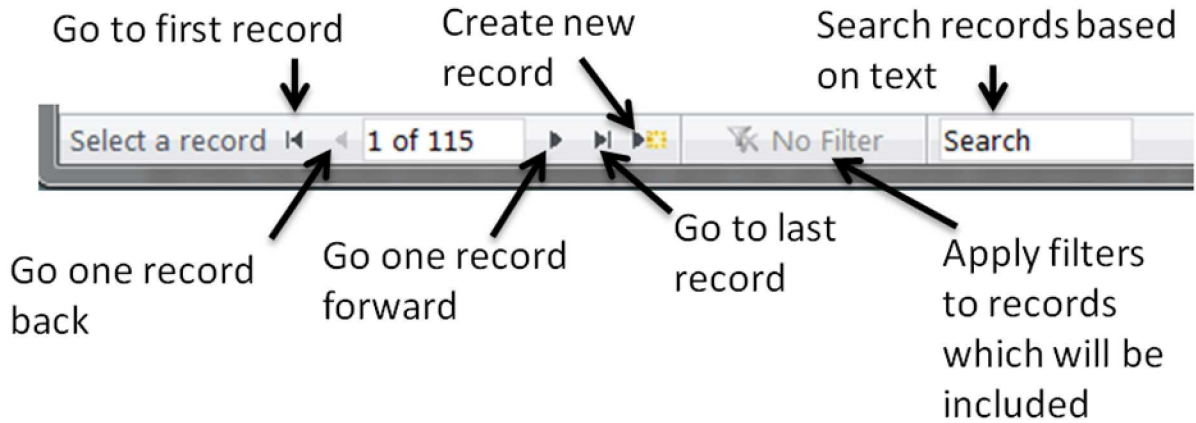 Go to first record
Create new
record
Search records based
on text
Select a record 1 of 115 No Filter Search
Go one record
back
Go one record
forward
Go to last
record
Apply filters
to records
which will be
included